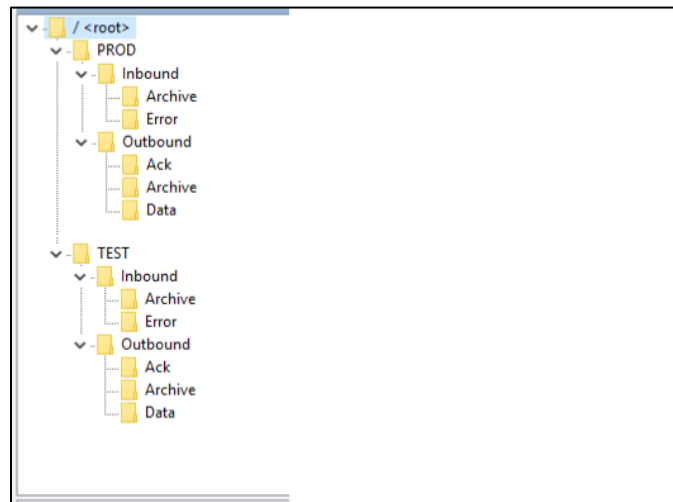 / <root>
PROD
Inbound
Archive
Error
Outbound
Ack
Archive
Data
TEST
Inbound
Archive
Error
Outbound
Ack
Archive
Data